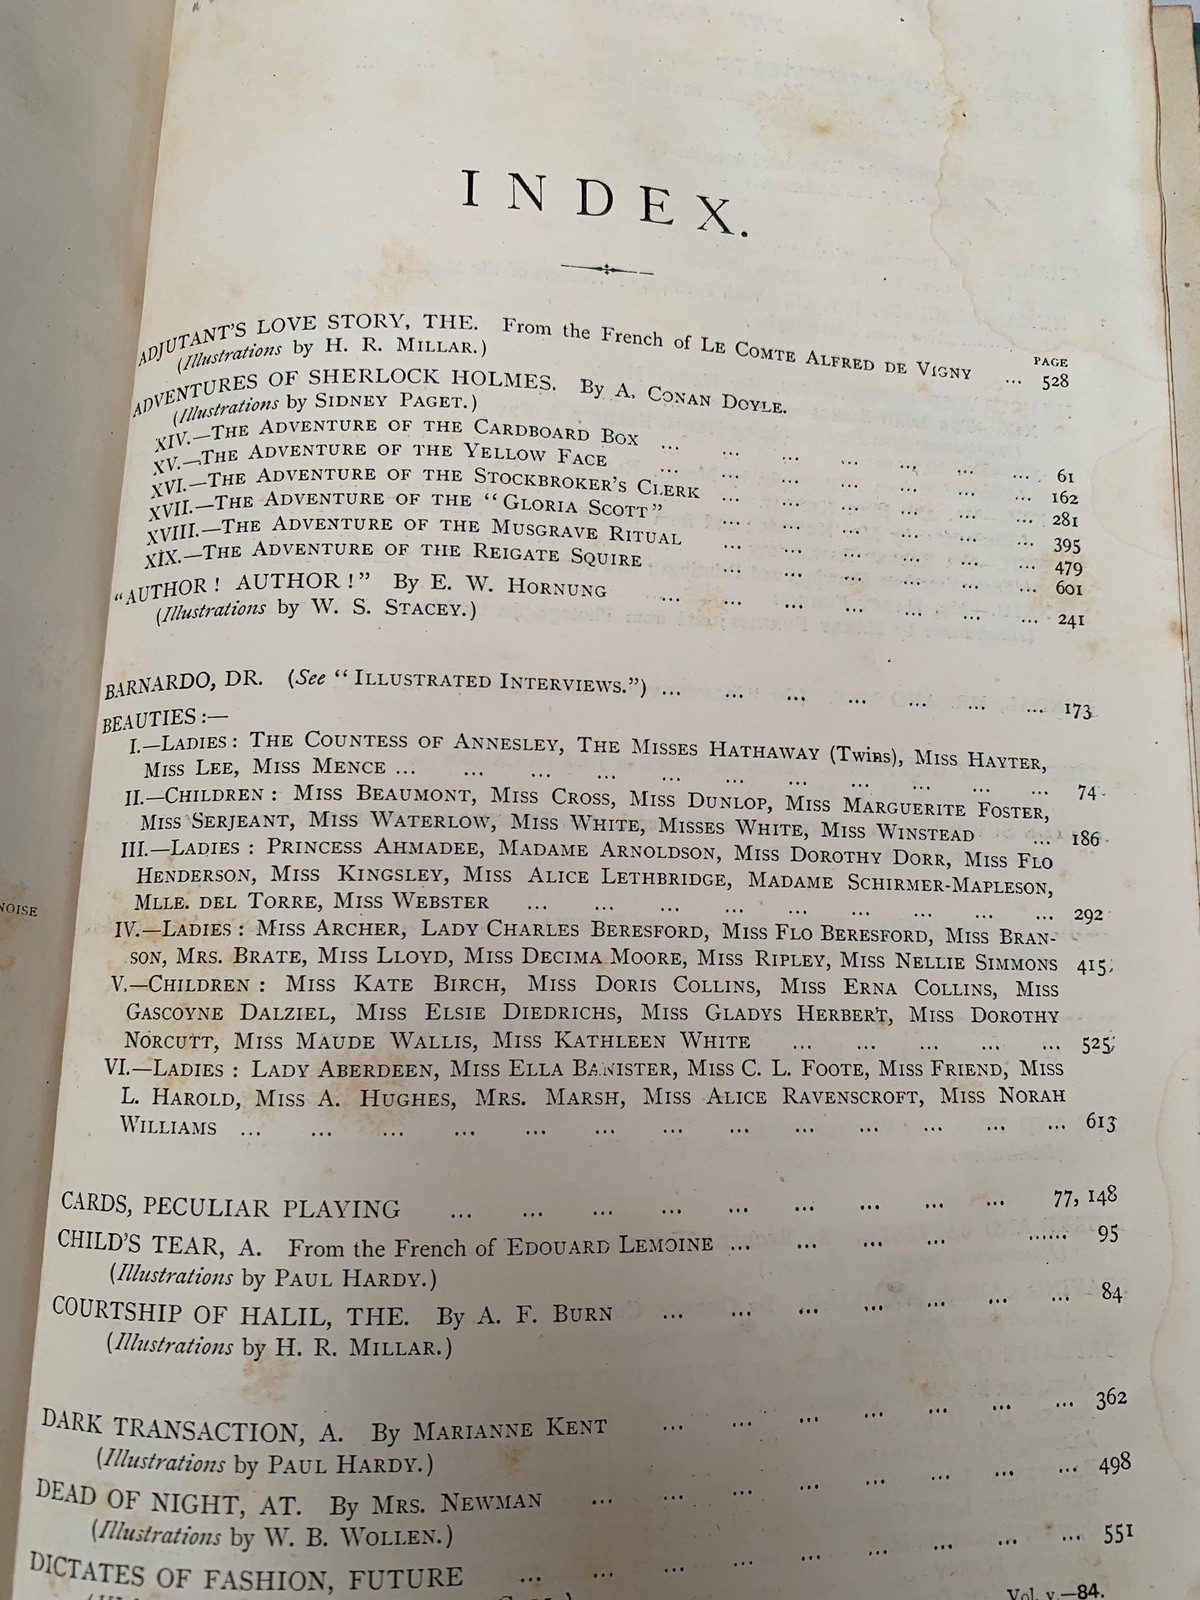 INDEX.
PAGE
ADJUTANT'S LOVE STORY, THE. From the French of LE COMTE ALFRED DE VIGNY ... 528
(Illustrations by H. R. MILLAR.)
ADVENTURES OF SHERLOCK HOLMES. By A. CONAN DOYLE.
(Illustrations by SIDNEY PAGET.)
XIV.—THE ADVENTURE OF THE CARDBOARD BOX ... ... ... ... ... ... ... 61
XV.—THE ADVENTURE OF THE YELLOW FACE ... ... ... ... ... ... ... 162
XVI.—THE ADVENTURE OF THE STOCKBROKER'S CLERK ... ... ... ... ... ... 281
XVII.—THE ADVENTURE OF THE "GLORIA SCOTT" ... ... ... ... ... ... 395
XVIII.—THE ADVENTURE OF THE MUSGRAVE RITUAL ... ... ... ... ... ... 479
XIX.—THE ADVENTURE OF THE REIGATE SQUIRE ... ... ... ... ... ... 601
"AUTHOR! AUTHOR!" By E. W. HORNUNG ... ... ... ... ... ... ... 241
(Illustrations by W. S. STACEY.)
BARNARDO, DR. (See "ILLUSTRATED INTERVIEWS.") ... ... ... ... ... ... ... 173
BEAUTIES:—
I.—LADIES: THE COUNTESS OF ANNESLEY, THE MISSES HATHAWAY (Twins), MISS HAYTER,
MISS LEE, MISS MENCE ... ... ... ... ... ... ... ... ... ... ... 74
II.—CHILDREN: MISS BEAUMONT, MISS CROSS, MISS DUNLOP, MISS MARGUERITE FOSTER,
MISS SERJEANT, MISS WATERLOW, MISS WHITE, MISSES WHITE, MISS WINSTEAD ... 186
III.—LADIES: PRINCESS AHMADEE, MADAME ARNOLDSON, MISS DOROTHY DORR, MISS FLO
HENDERSON, MISS KINGSLEY, MISS ALICE LETHBRIDGE, MADAME SCHIRMER-MAPLESON,
MLLE. DEL TORRE, MISS WEBSTER ... ... ... ... ... ... ... ... ... 292
NOISE
IV.—LADIES: MISS ARCHER, LADY CHARLES BERESFORD, MISS FLO BERESFORD, MISS BRAN-
SON, MRS. BRATE, MISS LLOYD, MISS DECIMA MOORE, MISS RIPLEY, MISS NELLIE SIMMONS 415
V.—CHILDREN: MISS KATE BIRCH, MISS DORIS COLLINS, MISS ERNA COLLINS, MISS
GASCOYNE DALZIEL, MISS ELSIE DIEDRICHS, MISS GLADYS HERBERT, MISS DOROTHY
NORCUTT, MISS MAUDE WALLIS, MISS KATHLEEN WHITE ... ... ... ... ... 525
VI.—LADIES: LADY ABERDEEN, MISS ELLA BANISTER, MISS C. L. FOOTE, MISS FRIEND, MISS
L. HAROLD, MISS A. HUGHES, MRS. MARSH, MISS ALICE RAVENSCROFT, MISS NORAH
WILLIAMS ... ... ... ... ... ... ... ... ... ... ... ... ... 613
CARDS, PECULIAR PLAYING ... ... ... ... ... ... ... ... ... 77, 148
CHILD'S TEAR, A. From the French of EDOUARD LEMOINE ... ... ... ... ...... 95
(Illustrations by PAUL HARDY.)
COURTSHIP OF HALIL, THE. By A. F. BURN ... ... ... ... ... ... ... 84
(Illustrations by H. R. MILLAR.)
DARK TRANSACTION, A. By MARIANNE KENT ... ... ... ... ... ... ... 362
(Illustrations by PAUL HARDY.)
DEAD OF NIGHT, AT. By MRS. NEWMAN ... ... ... ... ... ... ... ... 498
(Illustrations by W. B. WOLLEN.)
DICTATES OF FASHION, FUTURE ... ... ... ... ... ... ... ... ... 551
Vol. v.—84.